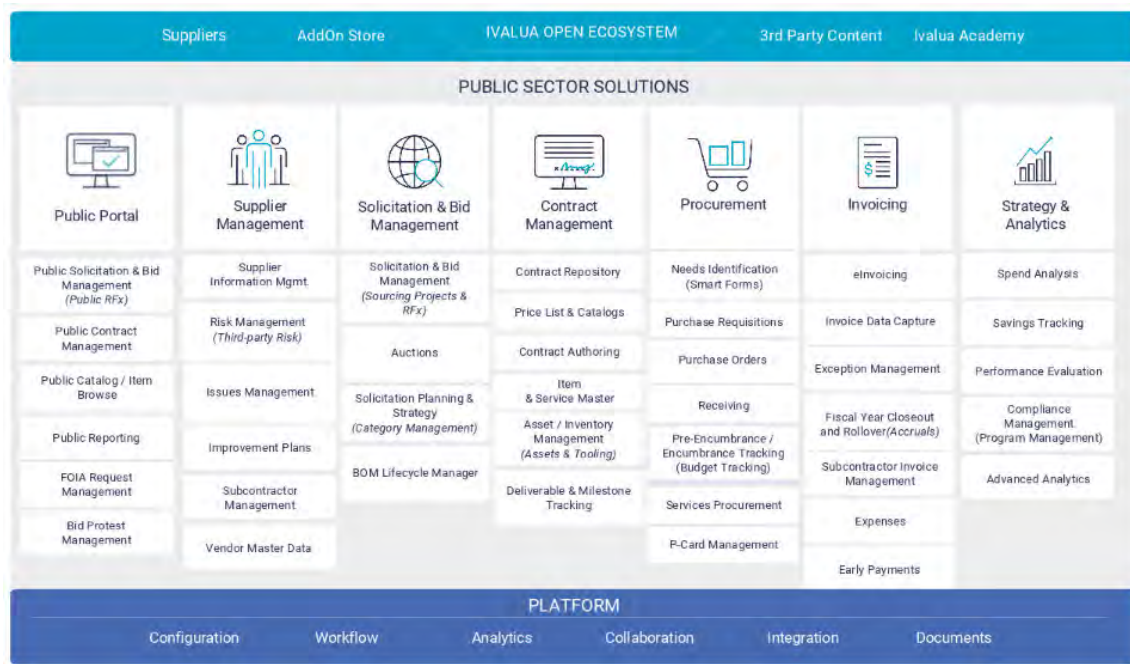 IVALUA OPEN ECOSYSTEM
Suppliers
AddOn Store
3rd Party Content
Ivalua Academy
PUBLIC SECTOR SOLUTIONS
Public Portal
Public Solicitation & Bid
Management
(Public RFx)
Public Contract
Management
Public Catalog / Item
Browse
Public Reporting
FOIA Request
Management
Bid Protest
Management
Supplier
Management
Supplier
Information Mgmt.
Risk Management
(Third-party Risk)
Issues Management
Improvement Plans
Subcontractor
Management
Vendor Master Data
Solicitation & Bid
Management
Solicitation & Bid
Management
(Sourcing Projects &
RFx)
Auctions
Solicitation Planning &
Strategy
(Category Management)
BOM Lifecycle Manager
Contract
Management
Contract Repository
Price List & Catalogs
Contract Authoring
Item
& Service Master
Asset / Inventory
Management
(Assets & Tooling)
Deliverable & Milestone
Tracking
Procurement
Needs Identification
(Smart Forms)
Purchase Requisitions
Purchase Orders
Receiving
Pre-Encumbrance /
Encumbrance Tracking
(Budget Tracking)
Services Procurement
P-Card Management
$
Invoicing
eInvoicing
Invoice Data Capture
Exception Management
Fiscal Year Closeout
and Rollover(Accruals)
Subcontractor Invoice
Management
Expenses
Early Payments
Strategy &
Analytics
Spend Analysis
Savings Tracking
Performance Evaluation
Compliance
Management.
(Program Management)
Advanced Analytics
PLATFORM
Configuration
Workflow
Analytics
Collaboration
Integration
Documents